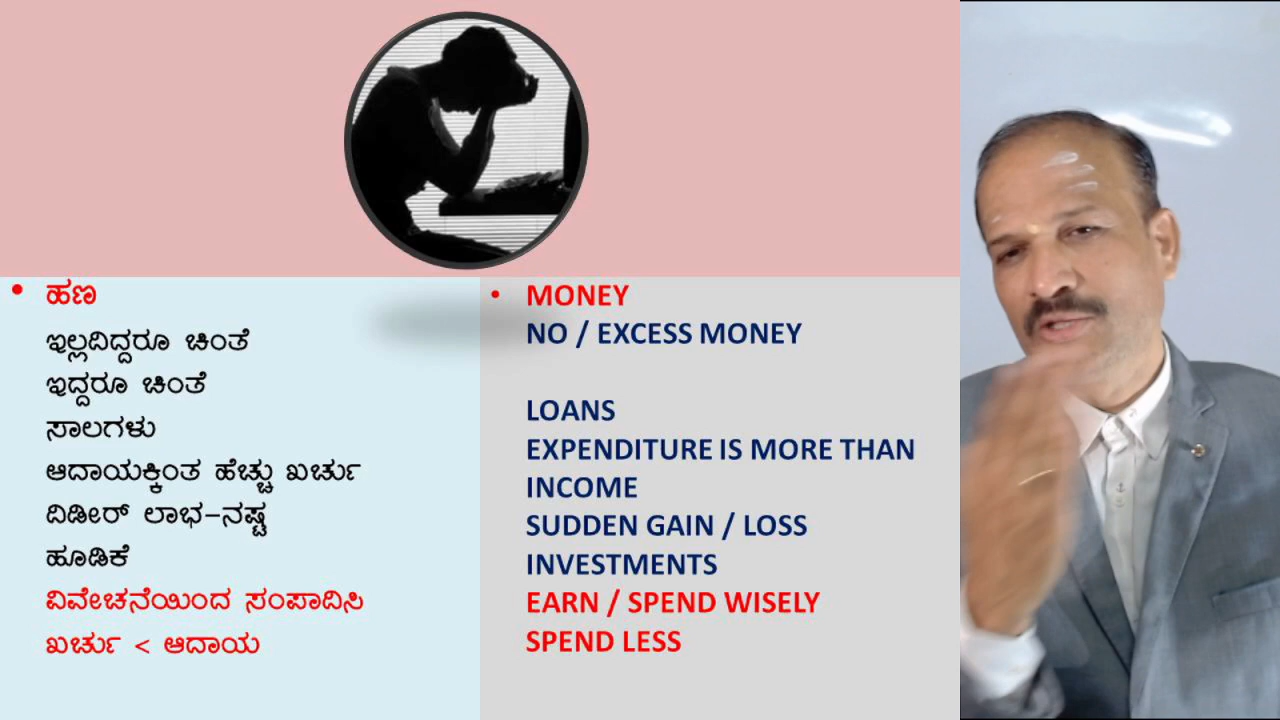 • ಹಣ
ಇಲ್ಲದಿದ್ದರೂ ಚಿಂತೆ
ಇದ್ದರೂ ಚಿಂತೆ
ಸಾಲಗಳು
ಆದಾಯಕ್ಕಿಂತ ಹೆಚ್ಚು ಖರ್ಚು
ದಿಡೀರ್ ಲಾಭ-ನಷ್ಟ
ಹೂಡಿಕೆ
ವಿವೇಚನೆಯಿಂದ ಸಂಪಾದಿಸಿ
ಖರ್ಚು < ಆದಾಯ
• MONEY
NO / EXCESS MONEY
LOANS
EXPENDITURE IS MORE THAN
INCOME
SUDDEN GAIN / LOSS
INVESTMENTS
EARN / SPEND WISELY
SPEND LESS